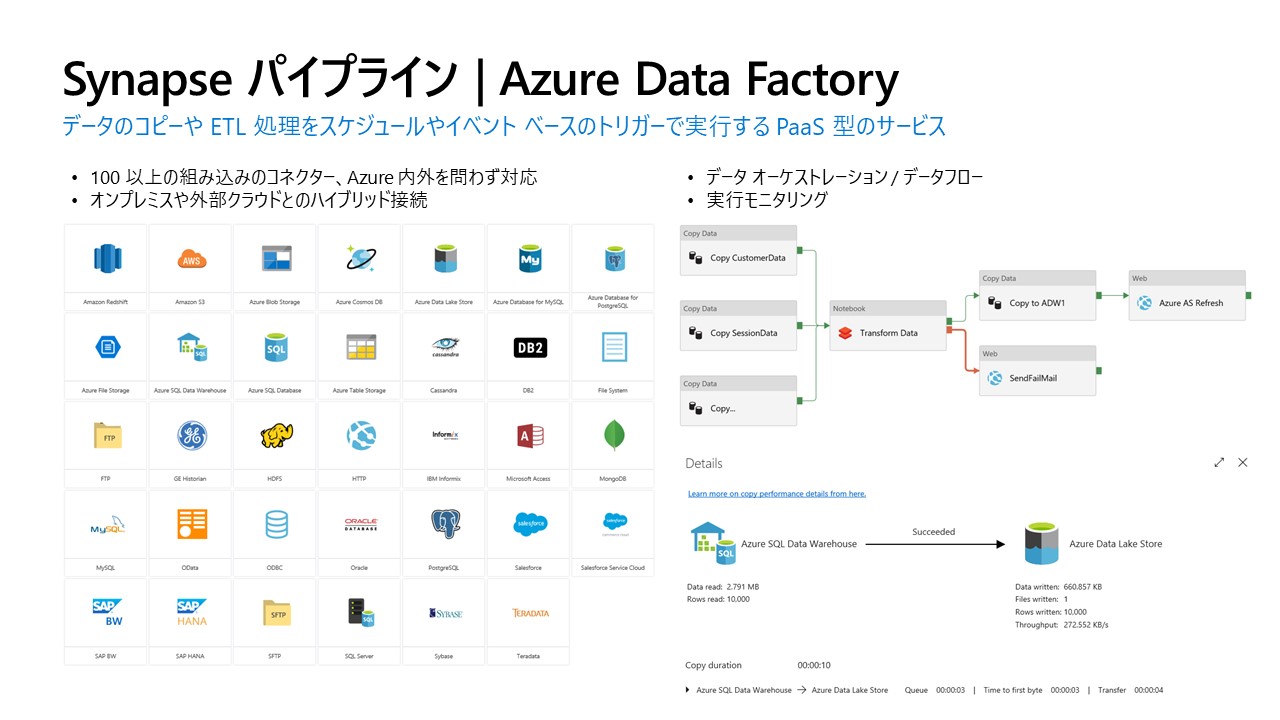 Synapse パイプライン | Azure Data Factory
データのコピーや ETL 処理をスケジュールやイベント ベースのトリガーで実行する PaaS 型のサービス
• 100 以上の組み込みのコネクター、Azure 内外を問わず対応
• オンプレミスや外部クラウドとのハイブリッド接続
AWS
My
Amazon Redshift
Amazon S3
Azure Blob Storage
Azure Cosmos DB
Azure Data Lake Store
Azure Database for MySQL
Azure Database for
PostgreSQL
SQL
SQL
cassandra
DB2
Azure File Storage
Azure SQL Data Warehouse
Azure SQL Database
Azure Table Storage
Cassandra
DB2
File System
FTP
Informix
A
FTP
GE Historian
HDFS
HTTP
IBM Informix
Microsoft Access
MongoDB
MySQL
ORACLE
DATABASE
salesforce
salesforce
commerce cloud
MySQL
OData
ODBC
Oracle
PostgreSQL
Salesforce
Salesforce Service Cloud
SAP
BW
SAP
HANA
SFTP
SQL
SYBASE
TERADATA
SAP BW
SAP HANA
SFTP
SQL Server
Sybase
Teradata
• データ オーケストレーション / データフロー
• 実行モニタリング
Copy Data
Copy CustomerData
Copy Data
Copy SessionData
Copy Data
Copy...
Notebook
Transform Data
Copy Data
Copy to ADW1
Web
Azure AS Refresh
Web
SendFailMail
Details
Learn more on copy performance details from here.
SQL
Azure SQL Data Warehouse
Succeeded
Azure Data Lake Store
Data read: 2.791 MB
Rows read: 10,000
Data written: 660.857 KB
Files written: 1
Rows written: 10,000
Throughput: 272.552 KB/s
Copy duration 00:00:10
Azure SQL Data Warehouse → Azure Data Lake Store Queue 00:00:03 | Time to first byte 00:00:03 | Transfer 00:00:04